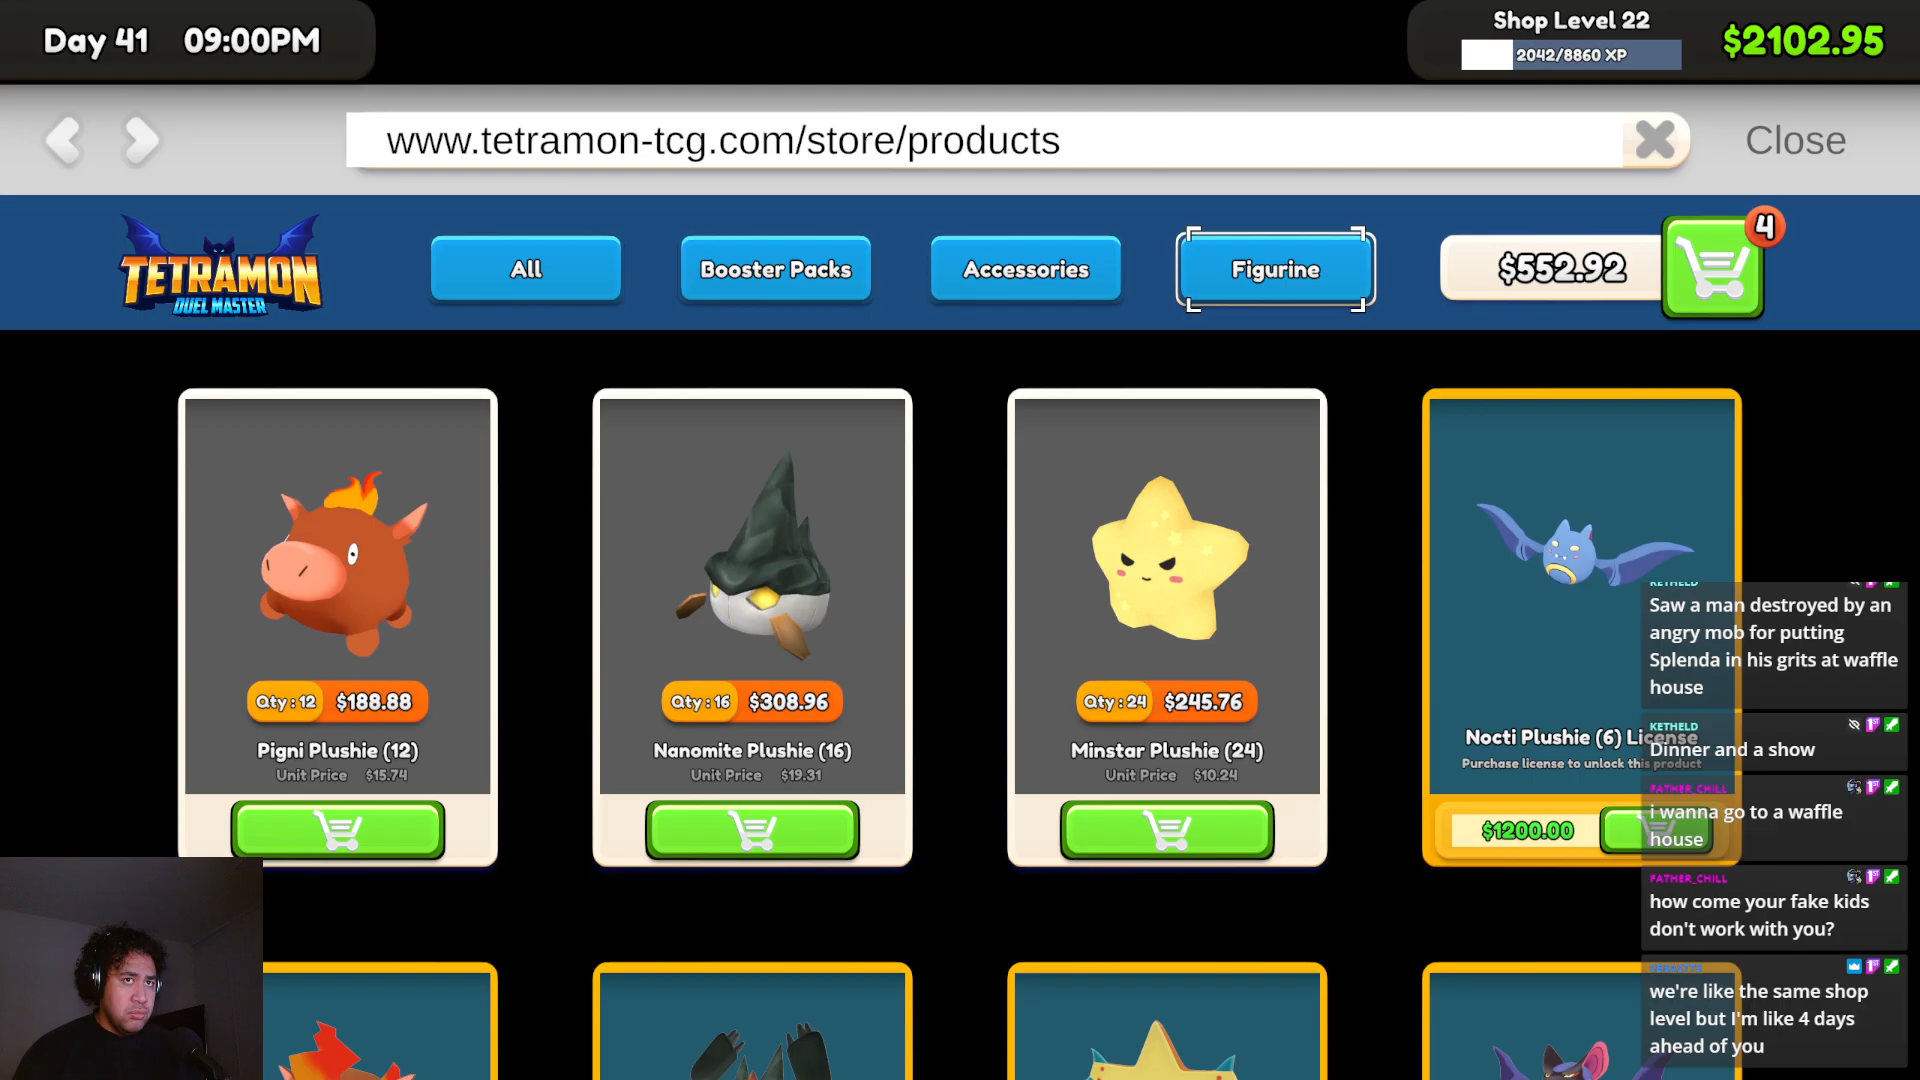 Day 41 09:00PM
Shop Level 22
2042/8860 XP
$2102.95
www.tetramon-tcg.com/store/products
Close
TETRAMON
DUEL MASTER
All
Booster Packs
Accessories
Figurine
$552.92
4
Qty : 12 $188.88
Pigni Plushie (12)
Unit Price $15.74
Qty : 16 $308.96
Nanomite Plushie (16)
Unit Price $19.31
Qty : 24 $245.76
Minstar Plushie (24)
Unit Price $10.24
Nocti Plushie (6) License
Purchase license to unlock this product
$1200.00
KETHELD
Saw a man destroyed by an
angry mob for putting
Splenda in his grits at waffle
house
KETHELD
Dinner and a show
FATHER_CHILL
i wanna go to a waffle
house
FATHER_CHILL
how come your fake kids
don't work with you?
we're like the same shop
level but I'm like 4 days
ahead of you